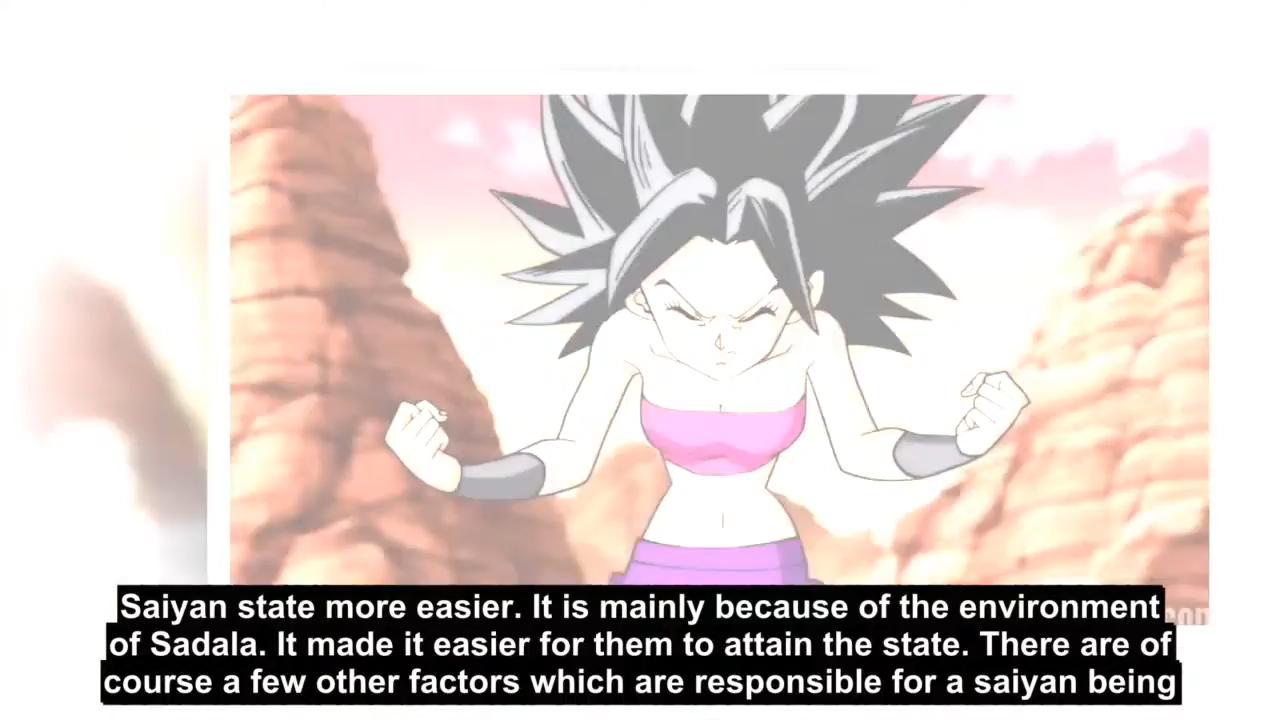 Saiyan state more easier. It is mainly because of the environment
of Sadala. It made it easier for them to attain the state. There are of
course a few other factors which are responsible for a saiyan being